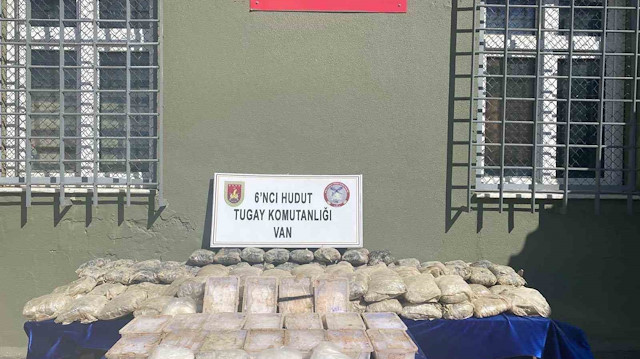 6'NCI HUDUT
TUGAY KOMUTANLIĞI
VAN